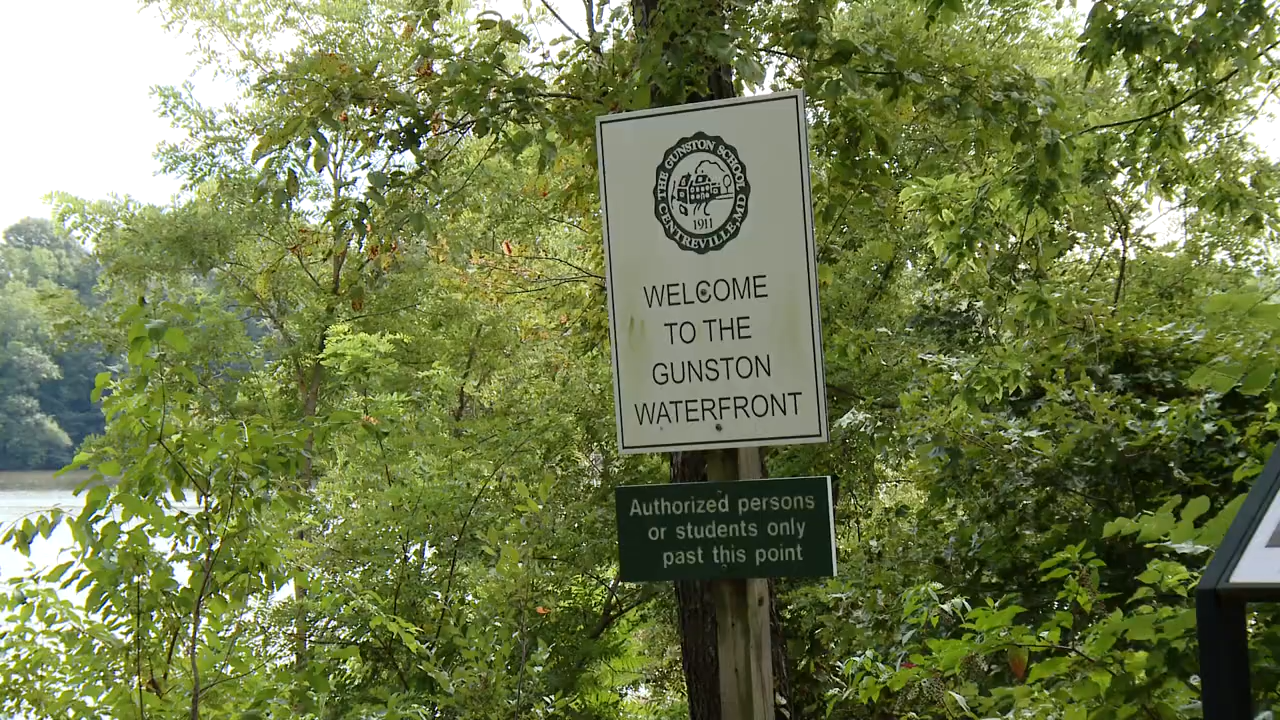 THE GUNSTON SCHOOL
1911
CENTREVILLE, MD
WELCOME
TO THE
GUNSTON
WATERFRONT
Authorized persons
or students only
past this point